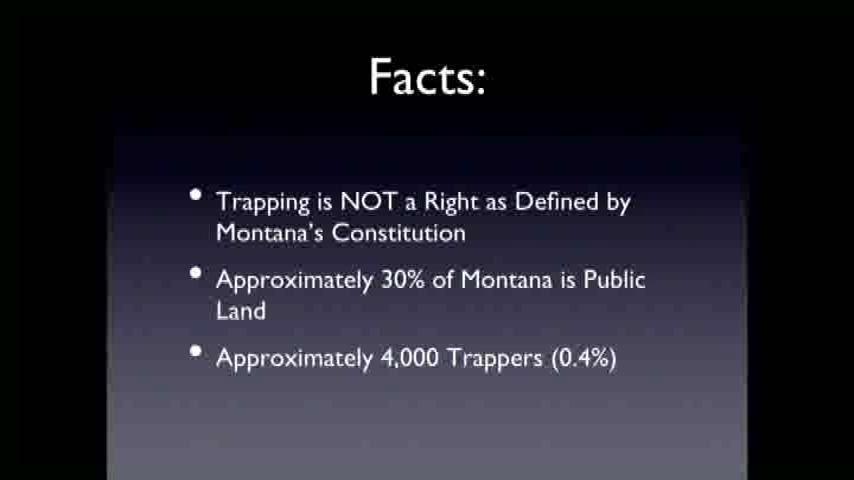 Facts:
• Trapping is NOT a Right as Defined by
Montana's Constitution
• Approximately 30% of Montana is Public
Land
• Approximately 4,000 Trappers (0.4%)